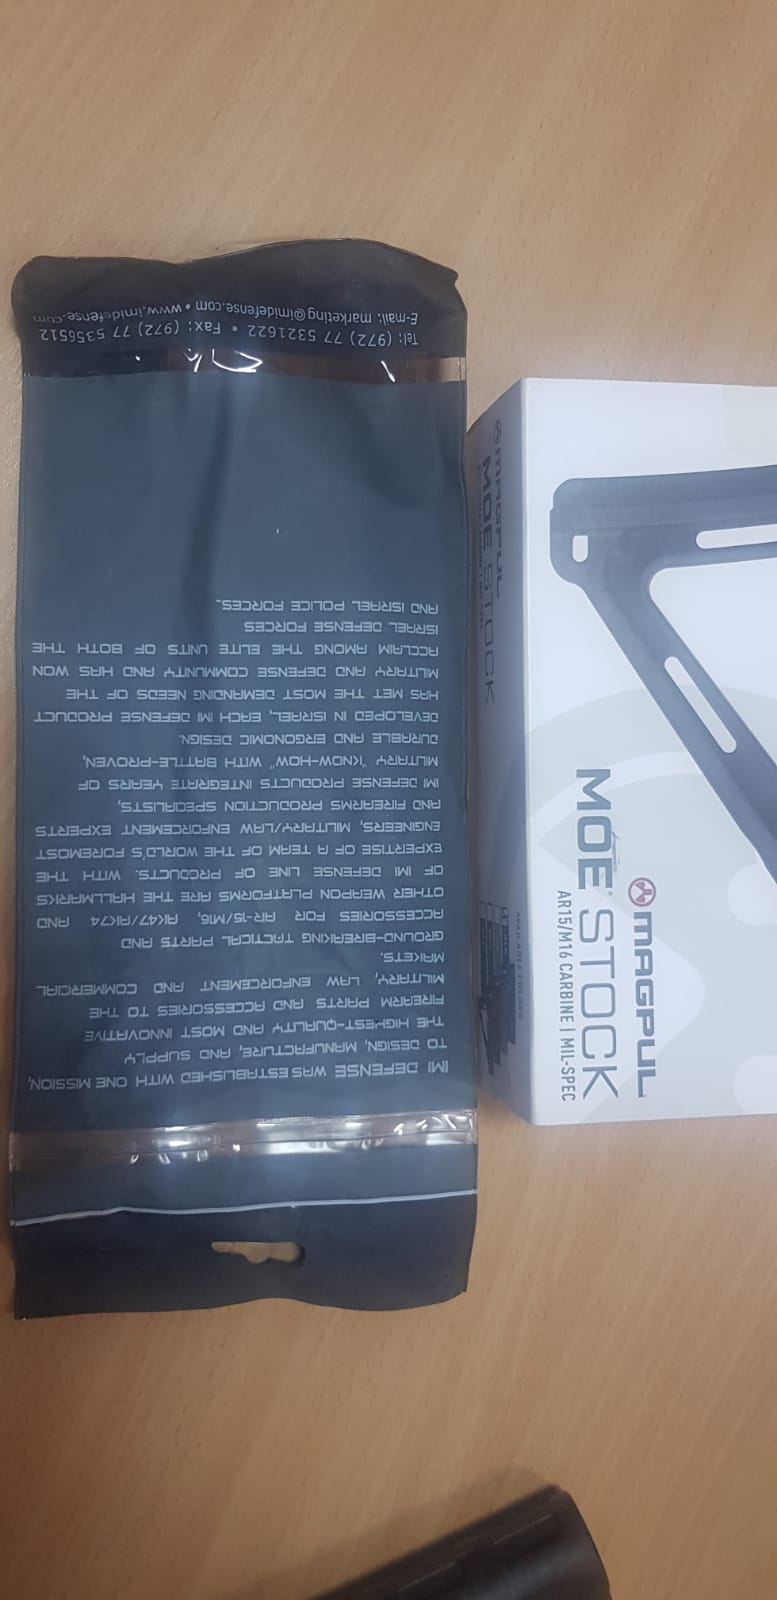 IMI DEFENSE WAS ESTABLISHED WITH ONE MISSION,
TO DESIGN, MANUFACTURE, AND SUPPLY
THE HIGHEST-QUALITY AND MOST INNOVATIVE
FIREARM PARTS AND ACCESSORIES TO THE
MILITARY, LAW ENFORCEMENT AND COMMERCIAL
MARKETS.
GROUND-BREAKING TACTICAL PARTS AND
ACCESSORIES FOR AR-15/M16, AK47/AK74 AND
OTHER WEAPON PLATFORMS ARE THE HALLMARKS
OF IMI DEFENSE LINE OF PRODUCTS. WITH THE
EXPERTISE OF A TEAM OF THE WORLD'S FOREMOST
ENGINEERS, MILITARY/LAW ENFORCEMENT EXPERTS
AND FIREARMS PRODUCTION SPECIALISTS,
IMI DEFENSE PRODUCTS INTEGRATE YEARS OF
MILITARY "KNOW-HOW" WITH BATTLE-PROVEN,
DURABLE AND ERGONOMIC DESIGN.
DEVELOPED IN ISRAEL, EACH IMI DEFENSE PRODUCT
HAS MET THE MOST DEMANDING NEEDS OF THE
MILITARY AND DEFENSE COMMUNITY AND HAS WON
ACCLAIM AMONG THE ELITE UNITS OF BOTH THE
ISRAEL DEFENSE FORCES
AND ISRAEL POLICE FORCES.
Tel: (972) 77 5321622 • Fax: (972) 77 5356512
E-mail: marketing@imidefense.com • www.imidefense.com
MAGPUL
MOE STOCK
AVAILABLE COLORS
MAGPUL
MOE® STOCK
AR15/M16 CARBINE | MIL-SPEC